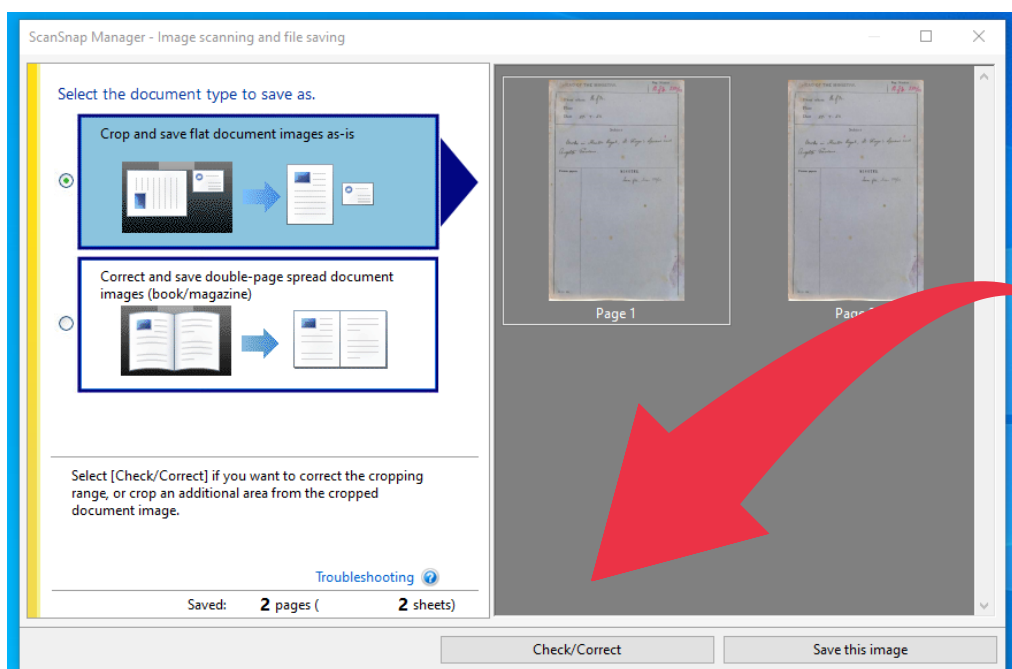 ScanSnap Manager - Image scanning and file saving
Select the document type to save as.
Crop and save flat document images as-is
Correct and save double-page spread document
images (book/magazine)
Select [Check/Correct] if you want to correct the cropping
range, or crop an additional area from the cropped
document image.
Troubleshooting
Saved: 2 pages ( 2 sheets)
Page 1
Page
Check/Correct
Save this image